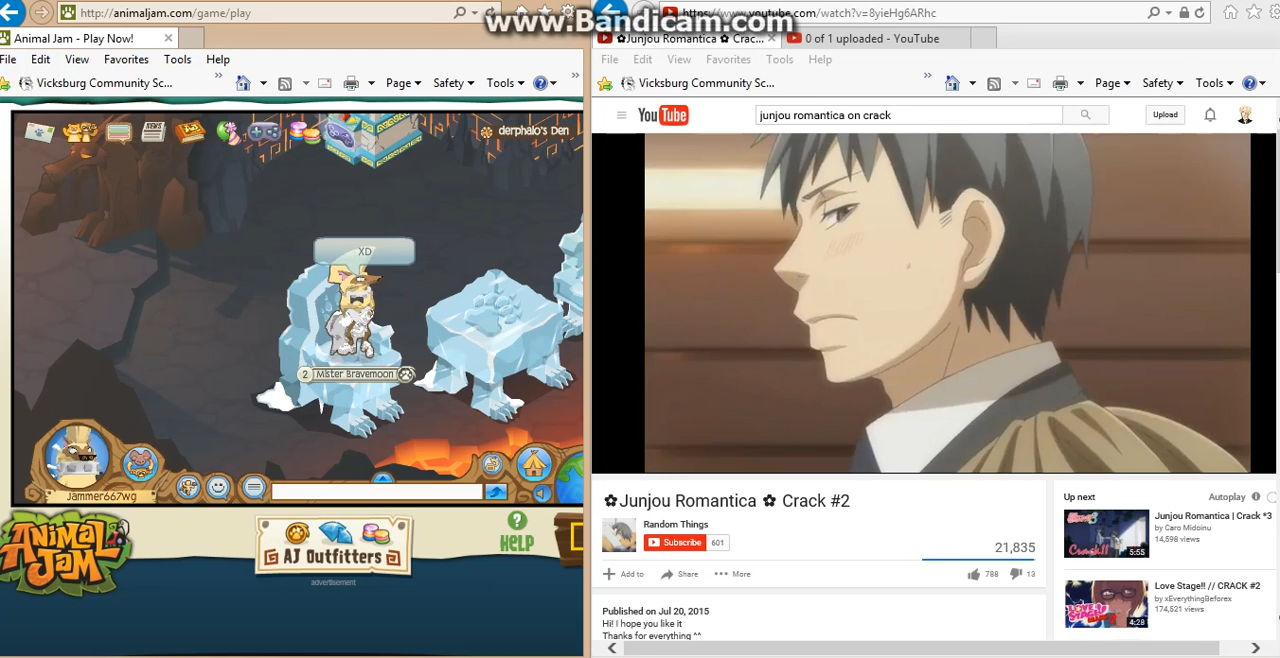 www.Bandicam.com
http://animaljam.com/game/play
Animal Jam - Play Now!
File Edit View Favorites Tools Help
Vicksburg Community Sc...
Page Safety Tools
NEWS
derphalo's Den
XD
2 Mister Bravemoon
Jammer667wg
ANIMAL JAM
AJ Outfitters
advertisement
HELP
https://www.youtube.com/watch?v=8yieHg6ARhc
✿Junjou Romantica ✿ Crac...
0 of 1 uploaded - YouTube
File Edit View Favorites Tools Help
Vicksburg Community Sc...
Page Safety Tools
YouTube
junjou romantica on crack
Upload
✿Junjou Romantica ✿ Crack #2
Random Things
Subscribe 601
21,835
Add to Share More
788 13
Published on Jul 20, 2015
Hi! I hope you like it
Thanks for everything ^^
Up next
Autoplay
Junjou Romantica | Crack *3
by Caro Midoinu
14,598 views
5:55
Love Stage!! // CRACK #2
by xEverythingBeforex
174,521 views
4:28